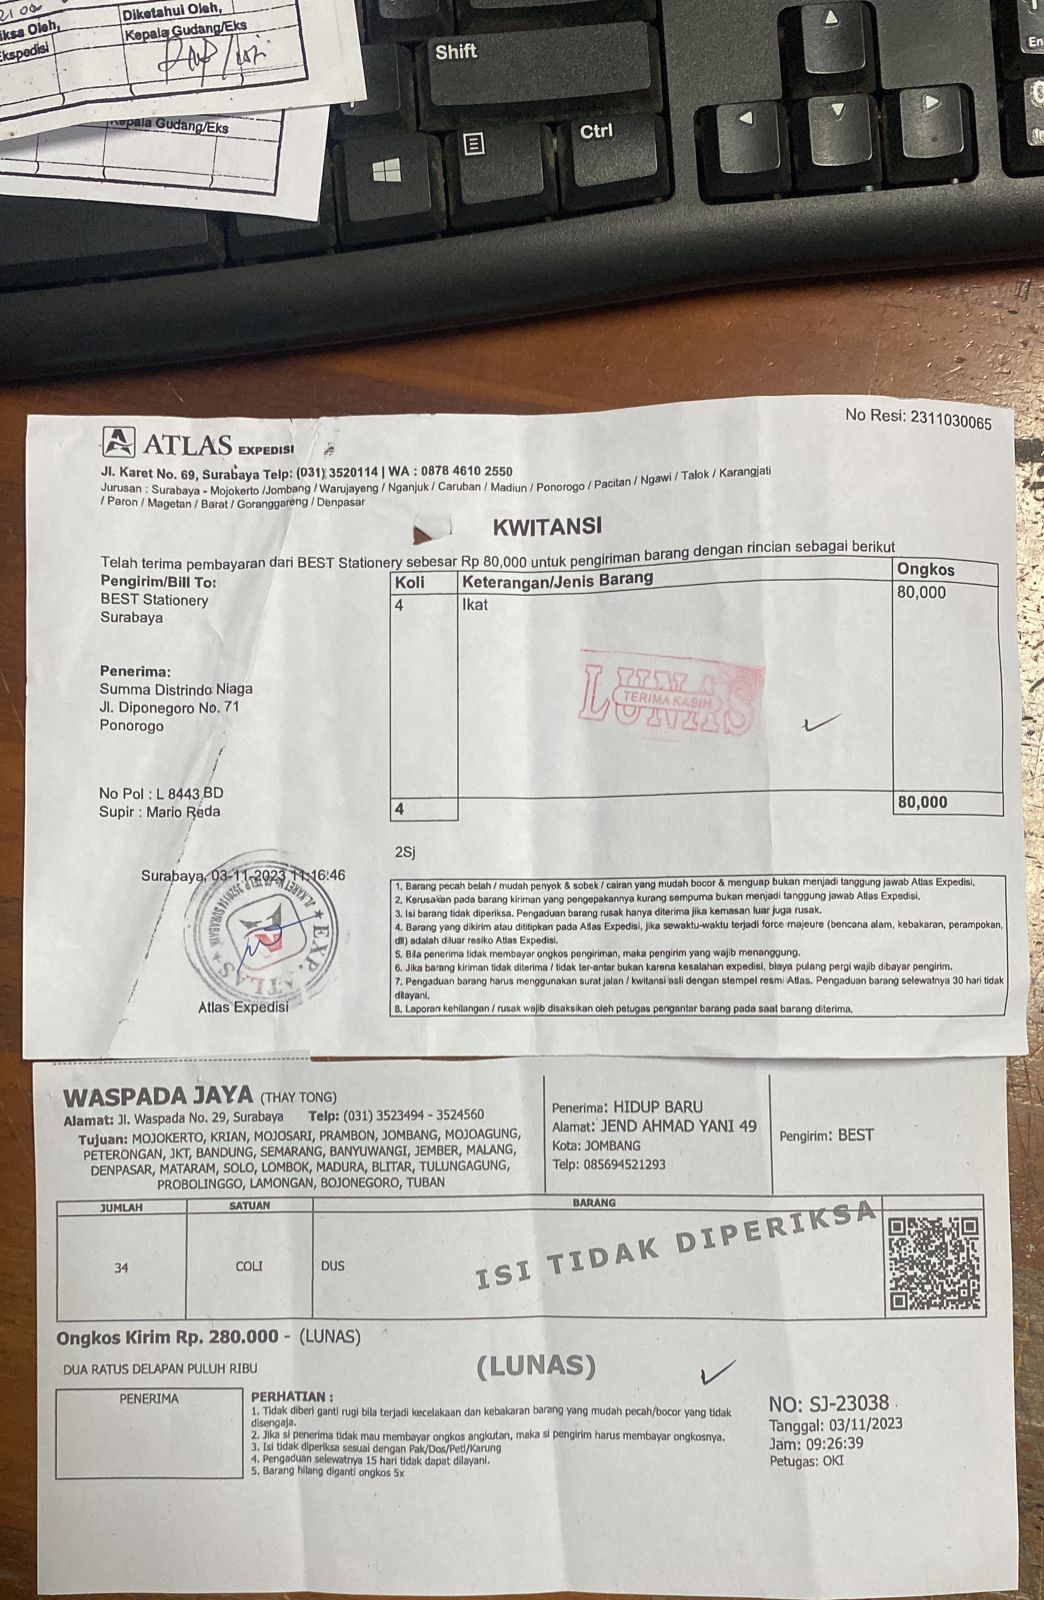 Diketahui Oleh,
Kepala Gudang/Eks
Kepala Gudang/Eks
Shift
Ctrl
No Resi: 2311030065
ATLAS EXPEDISI
Jl. Karet No. 69, Surabaya Telp: (031) 3520114 | WA : 0878 4610 2550
Jurusan : Surabaya - Mojokerto /Jombang / Warujayeng / Nganjuk / Caruban / Madiun / Ponorogo / Pacitan / Ngawi / Talok / Karangjati
/ Paron / Magetan / Barat / Goranggareng / Denpasar
KWITANSI
Telah terima pembayaran dari BEST Stationery sebesar Rp 80,000 untuk pengiriman barang dengan rincian sebagai berikut
Pengirim/Bill To:
BEST Stationery
Surabaya
Penerima:
Summa Distrindo Niaga
Jl. Diponegoro No. 71
Ponorogo
No Pol : L 8443 BD
Supir : Mario Reda
Koli Keterangan/Jenis Barang Ongkos
4 Ikat 80,000
LUNAS
TERIMA KASIH
4 80,000
2Sj
Surabaya, 03-11-2023 11:16:46
EXP. ATLAS
Atlas Expedisi
1. Barang pecah belah / mudah penyok & sobek / cairan yang mudah bocor & menguap bukan menjadi tanggung jawab Atlas Expedisi.
2. Kerusakan pada barang kiriman yang pengepakannya kurang sempurna bukan menjadi tanggung jawab Atlas Expedisi.
3. Isi barang tidak diperiksa. Pengaduan barang rusak hanya diterima jika kemasan luar juga rusak.
4. Barang yang dikirim atau dititipkan pada Atlas Expedisi, jika sewaktu-waktu terjadi force majeure (bencana alam, kebakaran, perampokan,
dll) adalah diluar resiko Atlas Expedisi.
5. Bila penerima tidak membayar ongkos pengiriman, maka pengirim yang wajib menanggung.
6. Jika barang kiriman tidak diterima / tidak ter-antar bukan karena kesalahan expedisi, biaya pulang pergi wajib dibayar pengirim.
7. Pengaduan barang harus menggunakan surat jalan / kwitansi asli dengan stempel resmi Atlas. Pengaduan barang selewatnya 30 hari tidak
dilayani.
8. Laporan kehilangan / rusak wajib disaksikan oleh petugas pengantar barang pada saat barang diterima.
WASPADA JAYA (THAY TONG)
Alamat: Jl. Waspada No. 29, Surabaya Telp: (031) 3523494 - 3524560
Tujuan: MOJOKERTO, KRIAN, MOJOSARI, PRAMBON, JOMBANG, MOJOAGUNG,
PETERONGAN, JKT, BANDUNG, SEMARANG, BANYUWANGI, JEMBER, MALANG,
DENPASAR, MATARAM, SOLO, LOMBOK, MADURA, BLITAR, TULUNGAGUNG,
PROBOLINGGO, LAMONGAN, BOJONEGORO, TUBAN
Penerima: HIDUP BARU
Alamat: JEND AHMAD YANI 49
Kota: JOMBANG
Telp: 085694521293
Pengirim: BEST
JUMLAH SATUAN BARANG
34 COLI DUS
ISI TIDAK DIPERIKSA
Ongkos Kirim Rp. 280.000 - (LUNAS)
DUA RATUS DELAPAN PULUH RIBU
(LUNAS)
PENERIMA
PERHATIAN :
1. Tidak diberi ganti rugi bila terjadi kecelakaan dan kebakaran barang yang mudah pecah/bocor yang tidak
disengaja.
2. Jika si penerima tidak mau membayar ongkos angkutan, maka si pengirim harus membayar ongkosnya.
3. Isi tidak diperiksa sesuai dengan Pak/Dos/Peti/Karung
4. Pengaduan selewatnya 15 hari tidak dapat dilayani.
5. Barang hilang diganti ongkos 5x
NO: SJ-23038
Tanggal: 03/11/2023
Jam: 09:26:39
Petugas: OKI